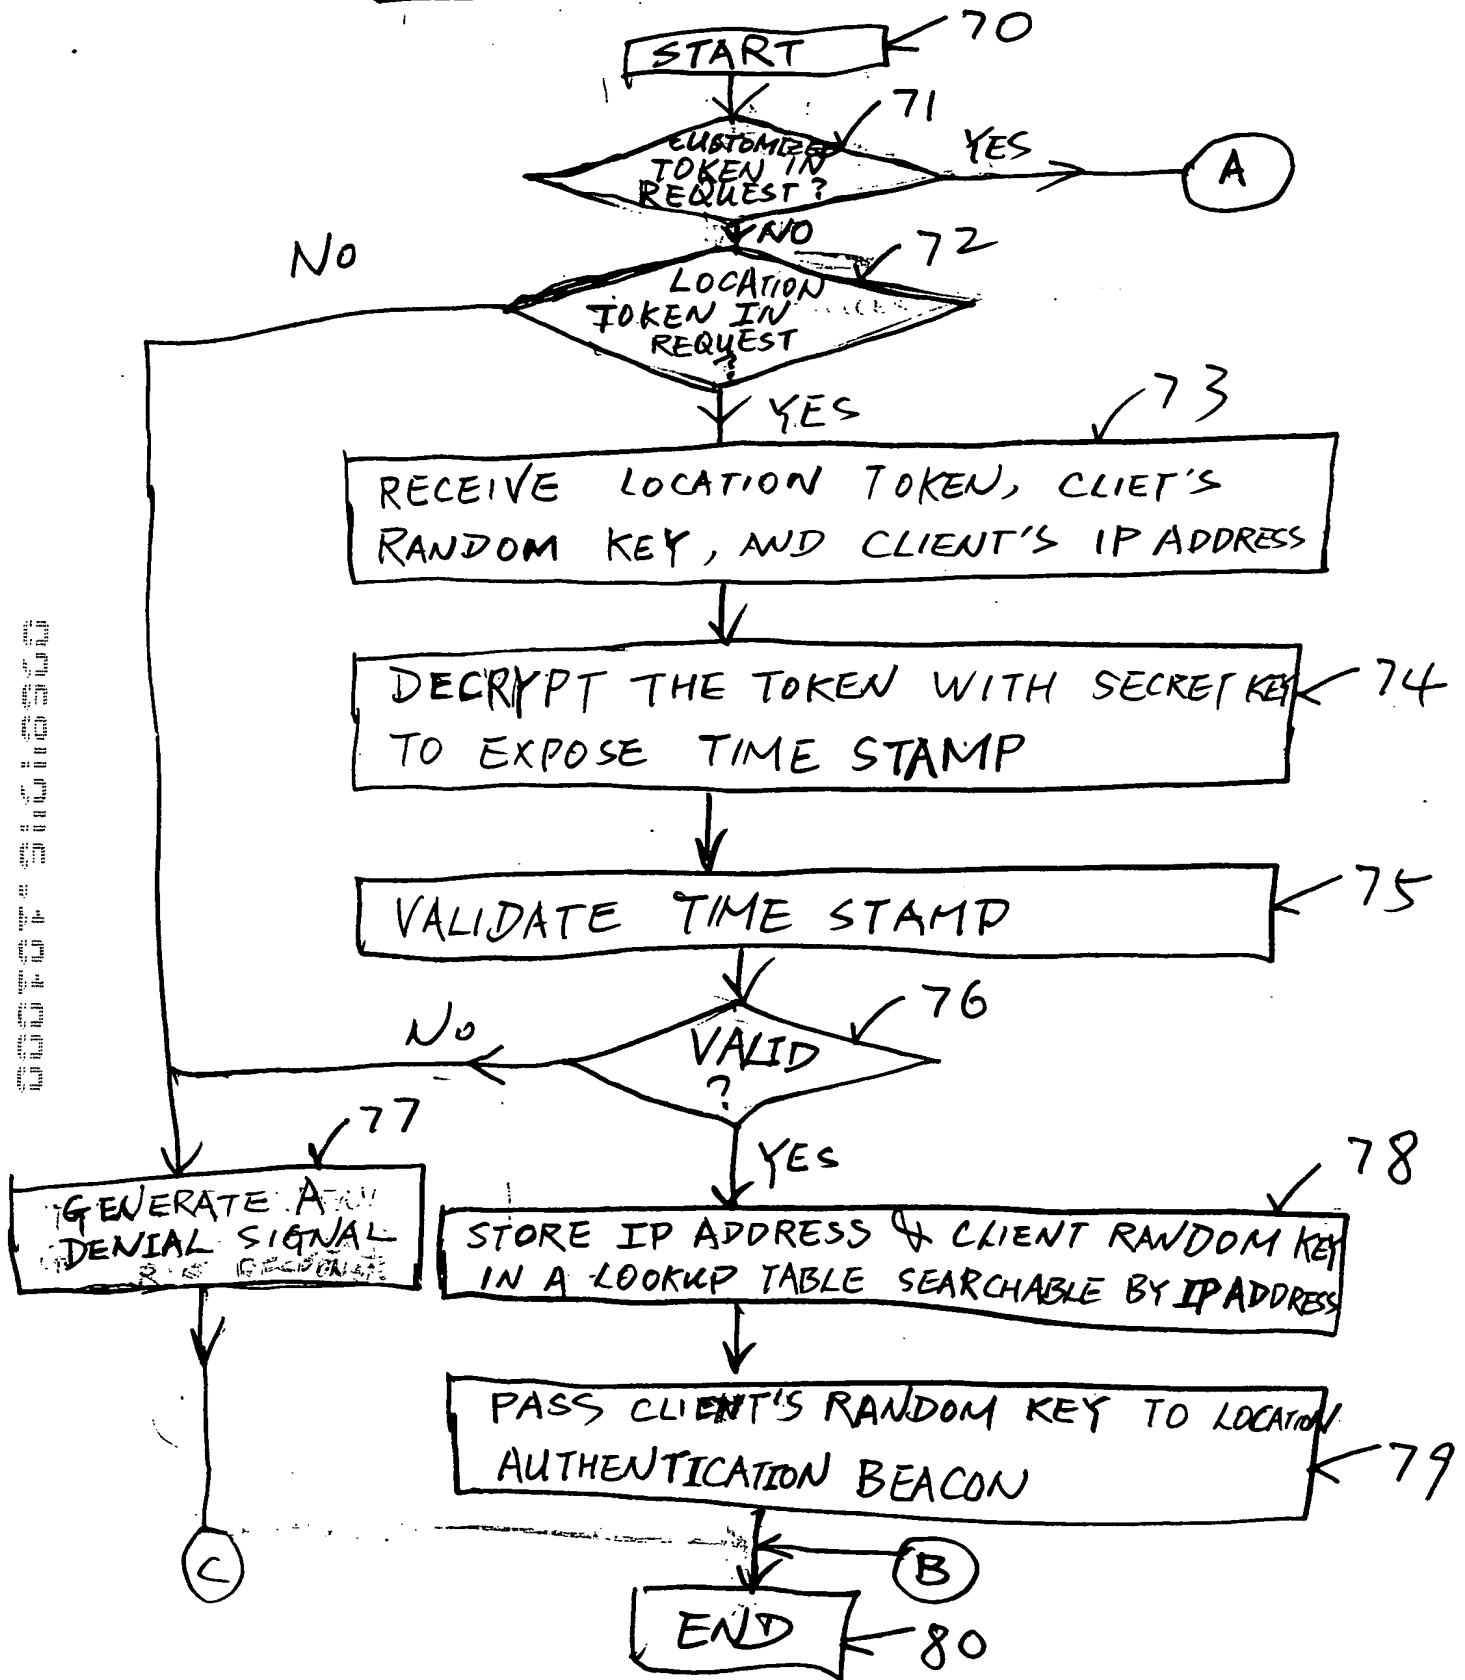 START
70
71
CUSTOMIZED
TOKEN IN
REQUEST ?
YES
A
NO
No
72
LOCATION
TOKEN IN
REQUEST
?
YES
73
RECEIVE LOCATION TOKEN, CLIET'S
RANDOM KEY, AND CLIENT'S IP ADDRESS
DECRYPT THE TOKEN WITH SECRET KEY
TO EXPOSE TIME STAMP
74
VALIDATE TIME STAMP
75
76
No
VALID
?
YES
77
78
GENERATE A
DENIAL SIGNAL
STORE IP ADDRESS & CLIENT RANDOM KEY
IN A LOOKUP TABLE SEARCHABLE BY IP ADDRESS
PASS CLIENT'S RANDOM KEY TO LOCATION
AUTHENTICATION BEACON
79
C
B
END
80